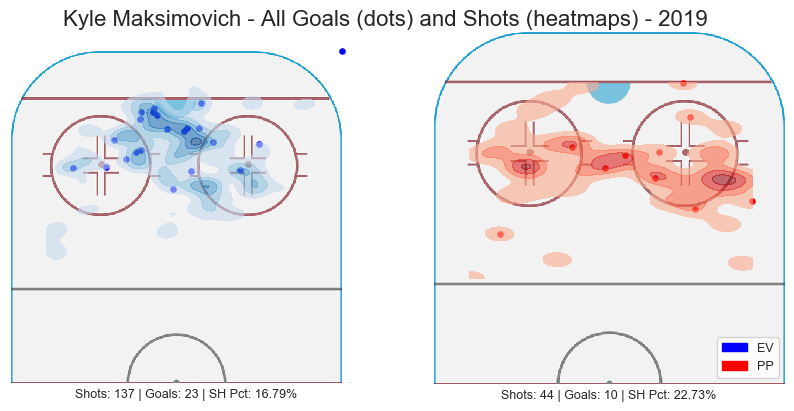 Kyle Maksimovich - All Goals (dots) and Shots (heatmaps) - 2019
EV
PP
Shots: 137 | Goals: 23 | SH Pct: 16.79%
Shots: 44 | Goals: 10 | SH Pct: 22.73%